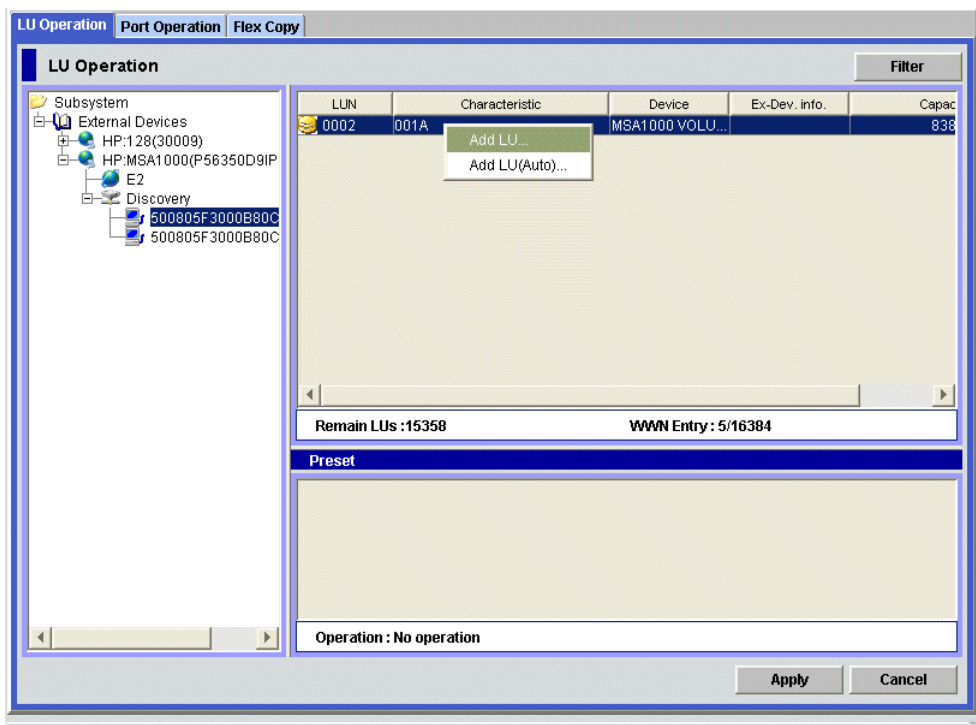 LU Operation Port Operation Flex Copy
LU Operation
Filter
Subsystem
External Devices
HP:128(30009)
HP:MSA1000(P56350D9IP
E2
Discovery
500805F3000B80C
500805F3000B80C
LUN Characteristic Device Ex-Dev. info. Capac
0002 001A MSA1000 VOLU... 838
Add LU...
Add LU(Auto)...
Remain LUs :15358 WWN Entry : 5/16384
Preset
Operation : No operation
Apply Cancel